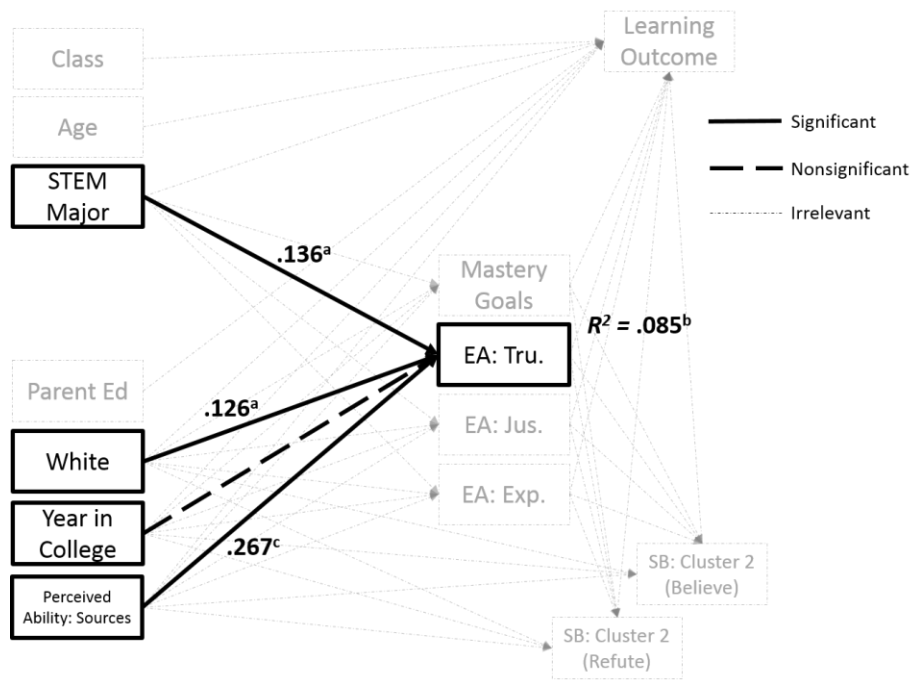 Class
Age
STEM
Major
Parent Ed
White
Year in
College
Perceived
Ability: Sources
.136ᵃ
.126ᵃ
.267ᶜ
Mastery
Goals
EA: Tru.
EA: Jus.
EA: Exp.
R² = .085ᵇ
Learning
Outcome
SB: Cluster 2
(Believe)
SB: Cluster 2
(Refute)
Significant
Nonsignificant
Irrelevant